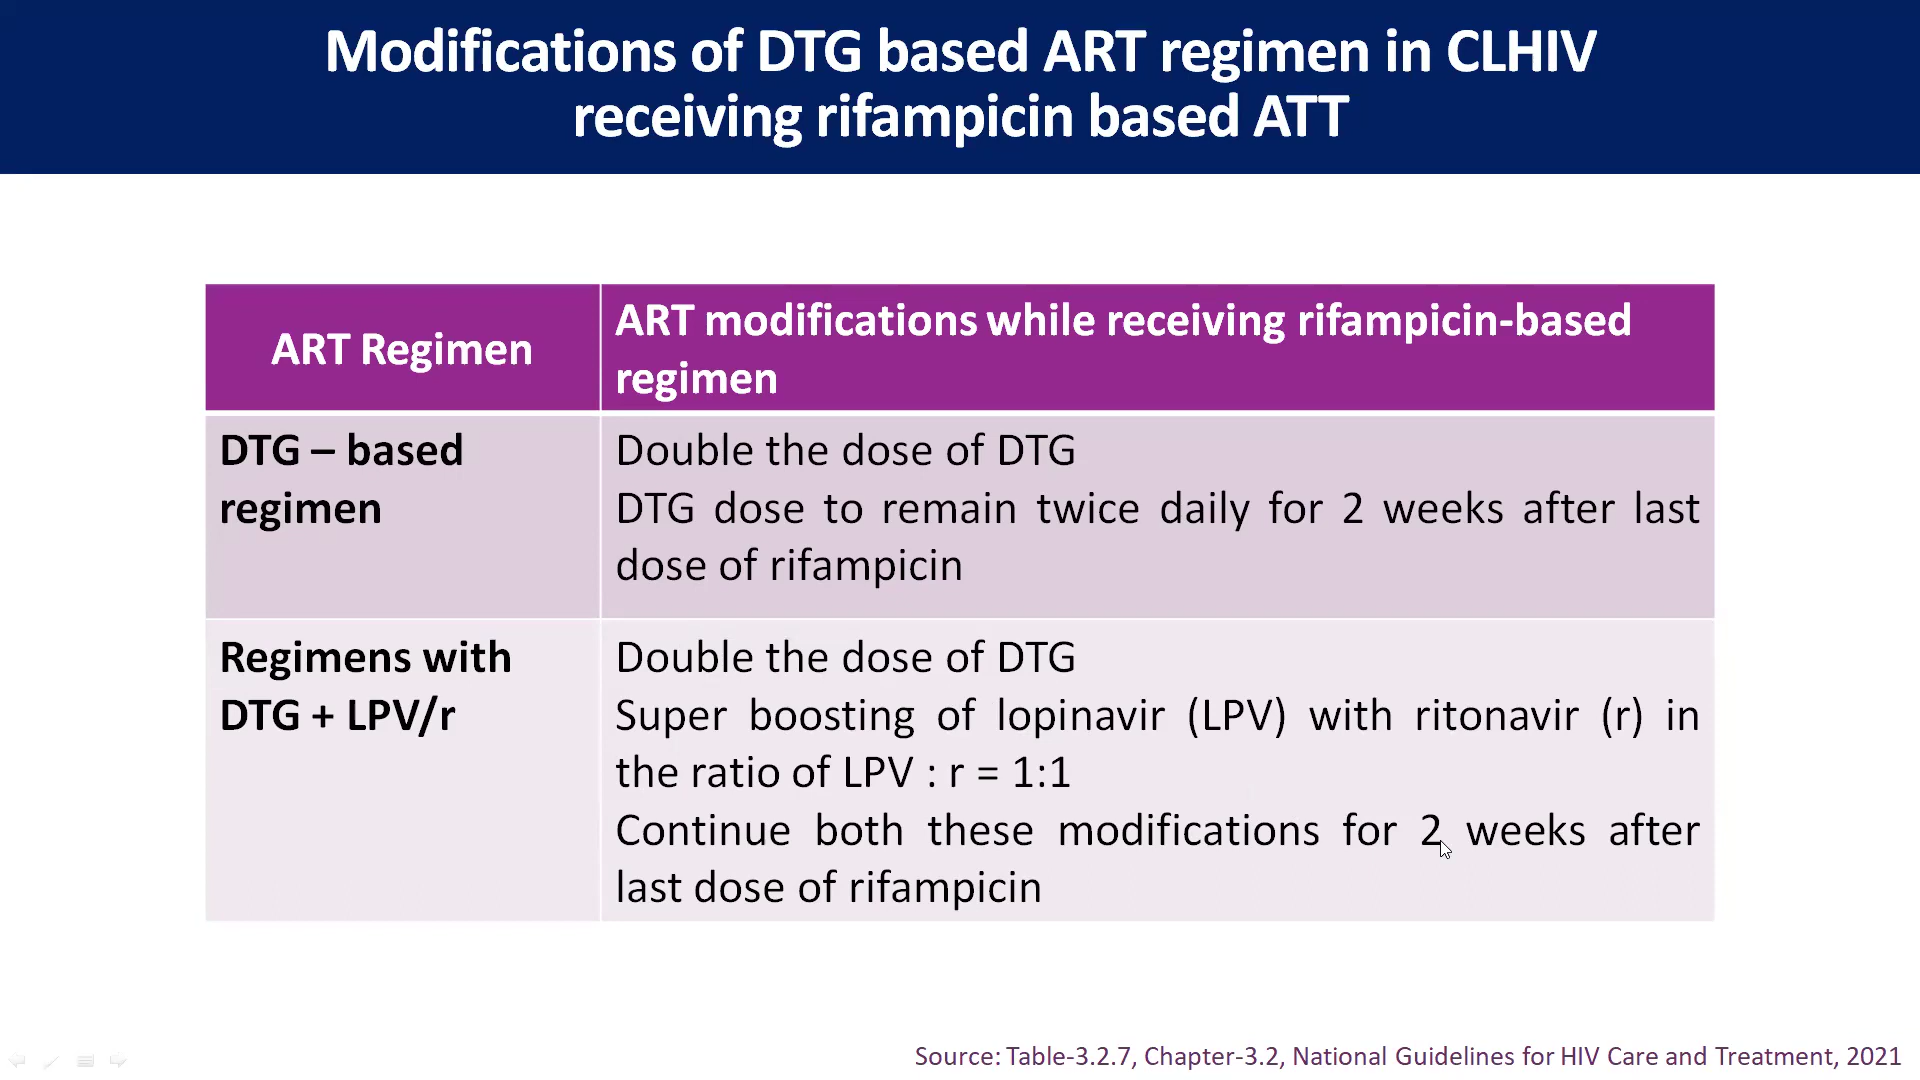 Modifications of DTG based ART regimen in CLHIV
receiving rifampicin based ATT
ART Regimen
ART modifications while receiving rifampicin-based
regimen
DTG – based
regimen
Double the dose of DTG
DTG dose to remain twice daily for 2 weeks after last
dose of rifampicin
Regimens with
DTG + LPV/r
Double the dose of DTG
Super boosting of lopinavir (LPV) with ritonavir (r) in
the ratio of LPV : r = 1:1
Continue both these modifications for 2 weeks after
last dose of rifampicin
Source: Table-3.2.7, Chapter-3.2, National Guidelines for HIV Care and Treatment, 2021